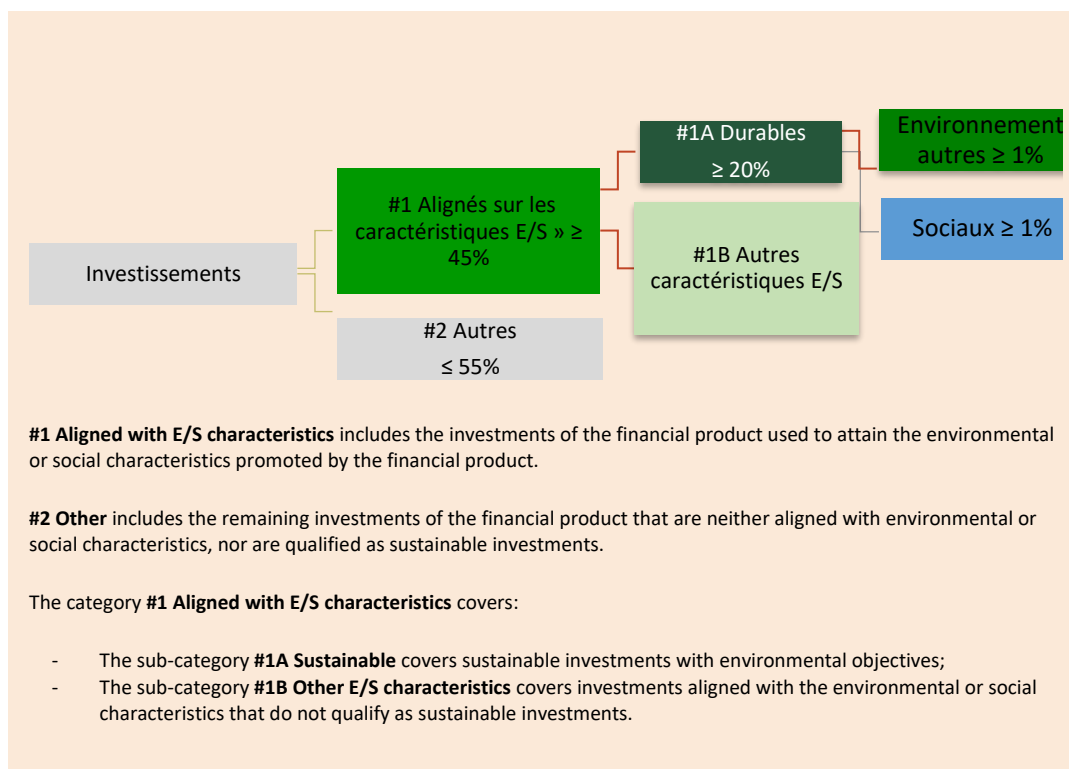 #1A Durables
≥ 20%
Environnement
autres ≥ 1%
#1 Alignés sur les
caractéristiques E/S » ≥
45%
Sociaux ≥ 1%
#1B Autres
caractéristiques E/S
Investissements
#2 Autres
≤ 55%
#1 Aligned with E/S characteristics includes the investments of the financial product used to attain the environmental
or social characteristics promoted by the financial product.
#2 Other includes the remaining investments of the financial product that are neither aligned with environmental or
social characteristics, nor are qualified as sustainable investments.
The category #1 Aligned with E/S characteristics covers:
- The sub-category #1A Sustainable covers sustainable investments with environmental objectives;
- The sub-category #1B Other E/S characteristics covers investments aligned with the environmental or social
characteristics that do not qualify as sustainable investments.